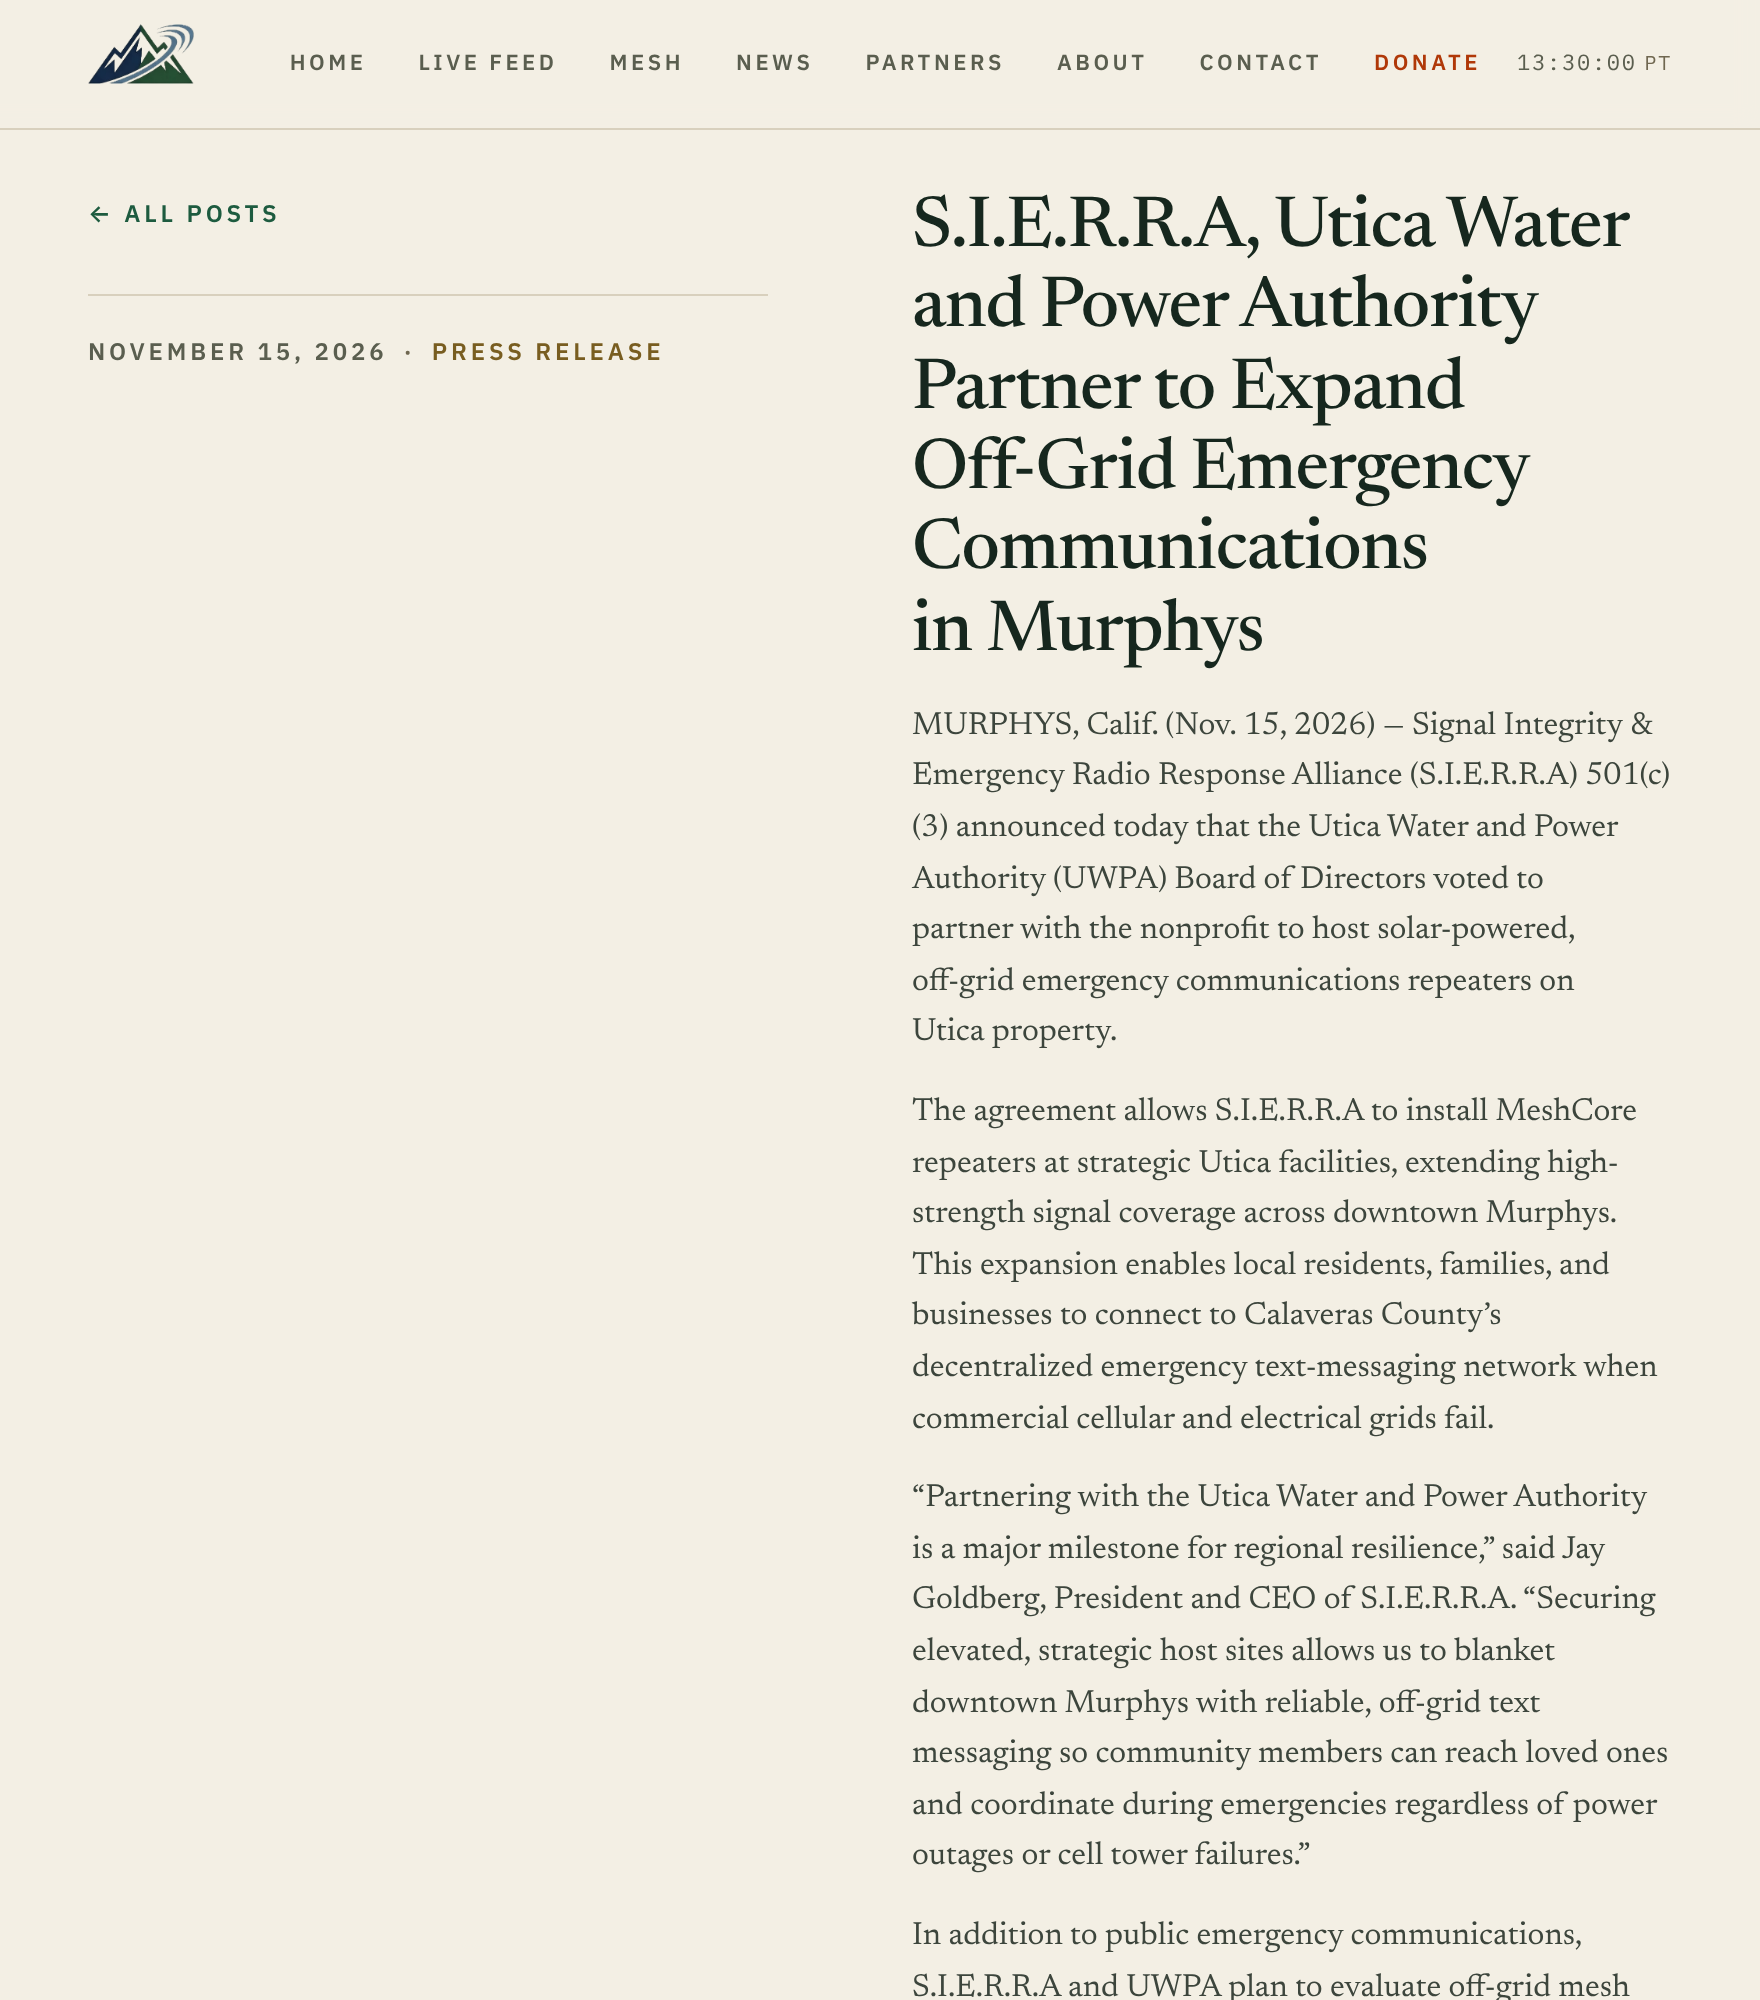 HOME LIVE FEED MESH NEWS PARTNERS ABOUT CONTACT DONATE 13:30:00 PT
← ALL POSTS
NOVEMBER 15, 2026 · PRESS RELEASE
S.I.E.R.R.A, Utica Water
and Power Authority
Partner to Expand
Off-Grid Emergency
Communications
in Murphys
MURPHYS, Calif. (Nov. 15, 2026) — Signal Integrity &
Emergency Radio Response Alliance (S.I.E.R.R.A) 501(c)
(3) announced today that the Utica Water and Power
Authority (UWPA) Board of Directors voted to
partner with the nonprofit to host solar-powered,
off-grid emergency communications repeaters on
Utica property.
The agreement allows S.I.E.R.R.A to install MeshCore
repeaters at strategic Utica facilities, extending high-
strength signal coverage across downtown Murphys.
This expansion enables local residents, families, and
businesses to connect to Calaveras County’s
decentralized emergency text-messaging network when
commercial cellular and electrical grids fail.
“Partnering with the Utica Water and Power Authority
is a major milestone for regional resilience,” said Jay
Goldberg, President and CEO of S.I.E.R.R.A. “Securing
elevated, strategic host sites allows us to blanket
downtown Murphys with reliable, off-grid text
messaging so community members can reach loved ones
and coordinate during emergencies regardless of power
outages or cell tower failures.”
In addition to public emergency communications,
S.I.E.R.R.A and UWPA plan to evaluate off-grid mesh